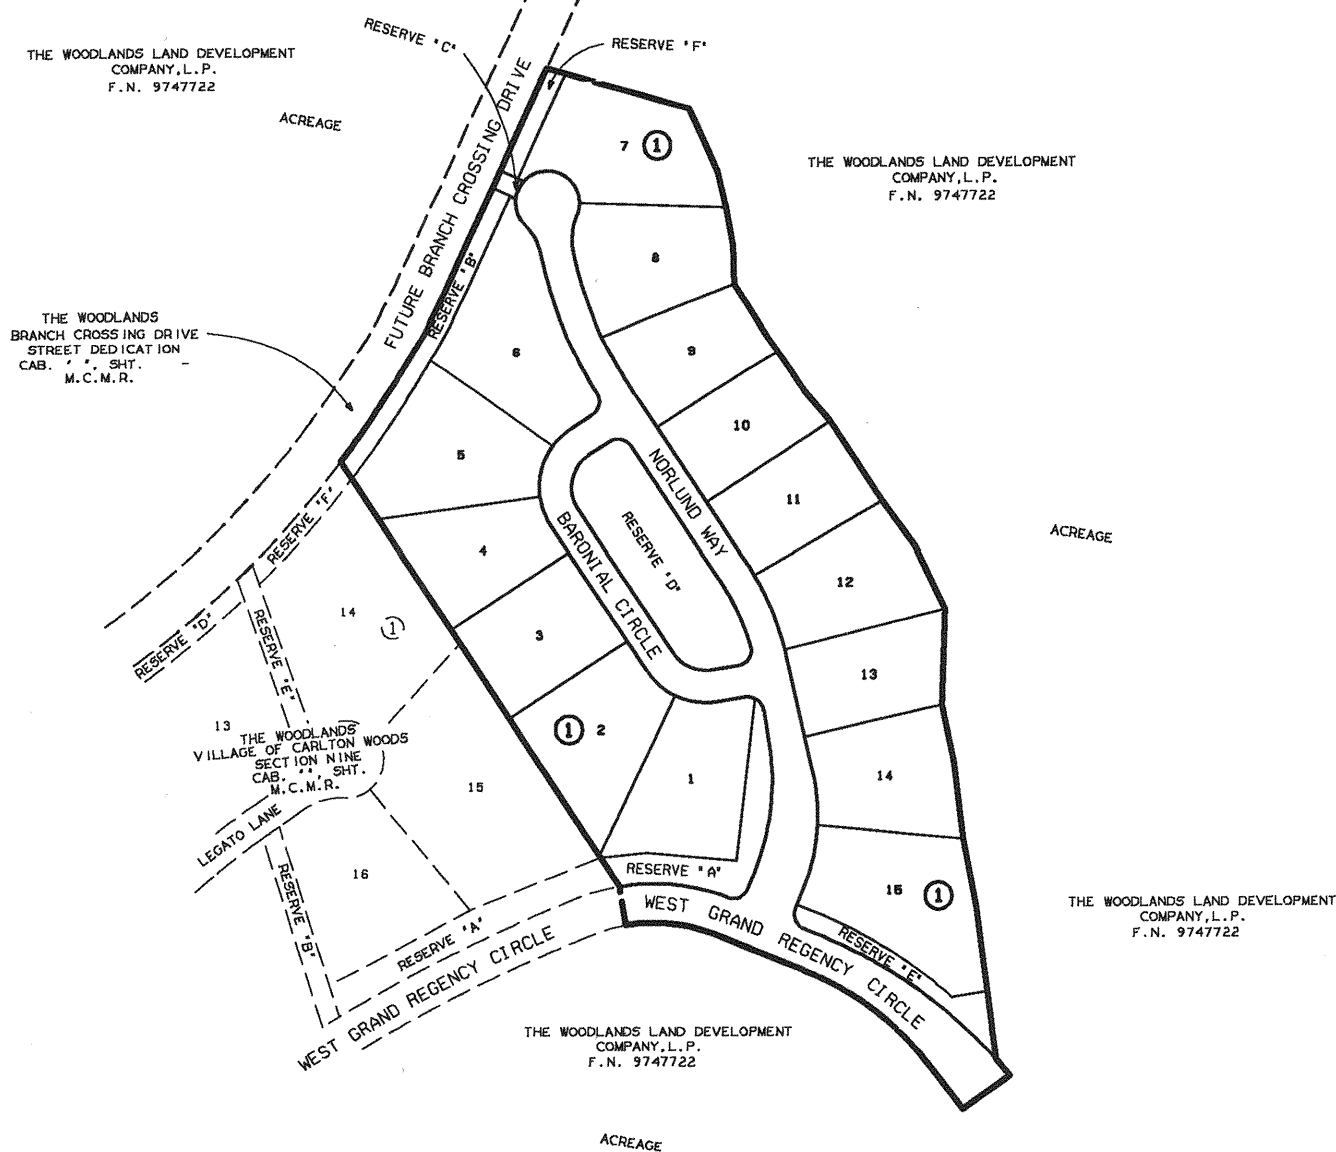 RESERVE "C"
RESERVE "F"
THE WOODLANDS LAND DEVELOPMENT
COMPANY, L.P.
F.N. 9747722
ACREAGE
FUTURE BRANCH CROSSING DRIVE
7 1
THE WOODLANDS LAND DEVELOPMENT
COMPANY, L.P.
F.N. 9747722
8
RESERVE "B"
THE WOODLANDS
BRANCH CROSSING DRIVE
STREET DEDICATION
CAB. ' ", SHT. -
M.C.M.R.
6
9
10
5
NORLUND WAY
11
RESERVE "F"
BARONIAL CIRCLE
RESERVE "D"
ACREAGE
4
12
14
1
3
RESERVE "D"
RESERVE "E"
13
13
THE WOODLANDS
VILLAGE OF CARLTON WOODS
SECTION NINE
CAB. "", SHT.
M.C.M.R.
1 2
1
14
15
LEGATO LANE
16
RESERVE "B"
RESERVE "A"
15 1
THE WOODLANDS LAND DEVELOPMENT
COMPANY, L.P.
F.N. 9747722
RESERVE "A"
WEST GRAND REGENCY CIRCLE
RESERVE "E"
WEST GRAND REGENCY CIRCLE
THE WOODLANDS LAND DEVELOPMENT
COMPANY, L.P.
F.N. 9747722
ACREAGE